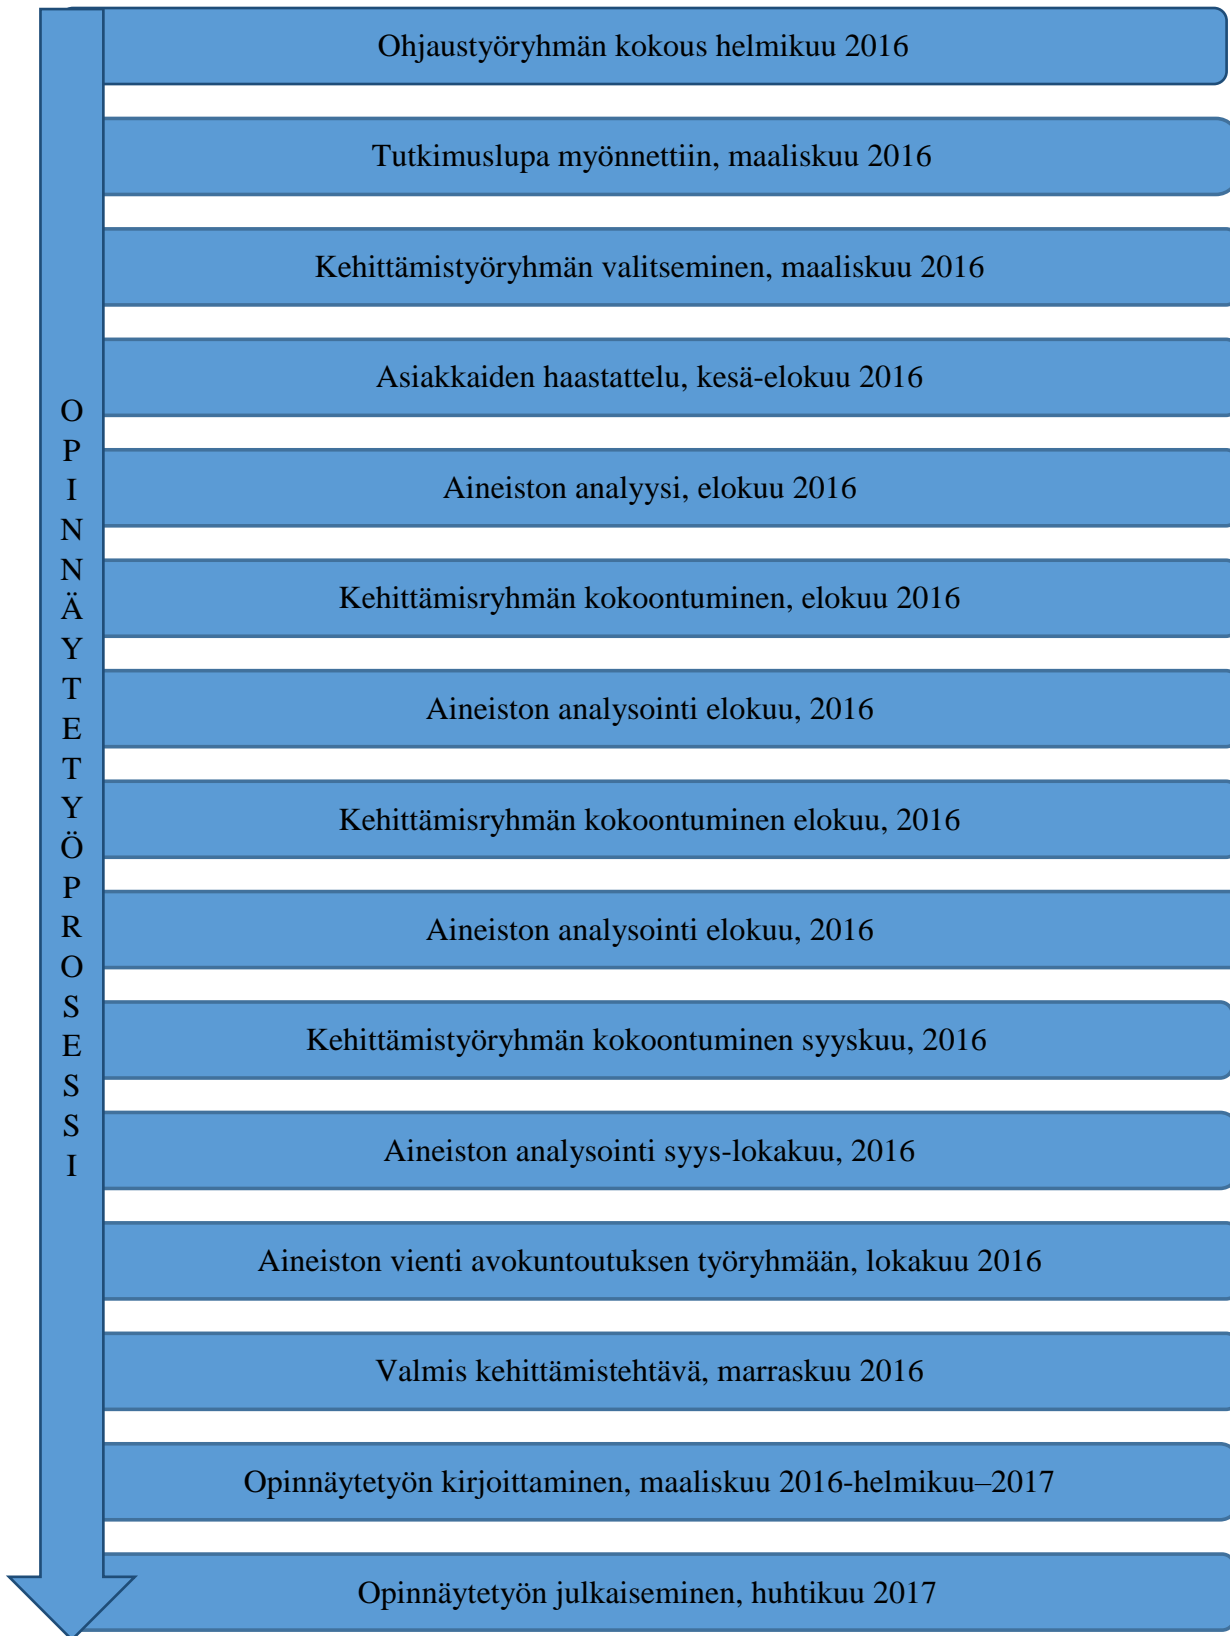 Ohjaustyöryhmän kokous helmikuu 2016
Tutkimuslupa myönnettiin, maaliskuu 2016
Kehittämistyöryhmän valitseminen, maaliskuu 2016
Asiakkaiden haastattelu, kesä-elokuu 2016
Aineiston analyysi, elokuu 2016
Kehittämisryhmän kokoontuminen, elokuu 2016
Aineiston analysointi elokuu, 2016
Kehittämisryhmän kokoontuminen elokuu, 2016
Aineiston analysointi elokuu, 2016
Kehittämistyöryhmän kokoontuminen syyskuu, 2016
Aineiston analysointi syys-lokakuu, 2016
Aineiston vienti avokuntoutuksen työryhmään, lokakuu 2016
Valmis kehittämistehtävä, marraskuu 2016
Opinnäytetyön kirjoittaminen, maaliskuu 2016-helmikuu–2017
Opinnäytetyön julkaiseminen, huhtikuu 2017
OPINNÄYTETYÖPROSESSI